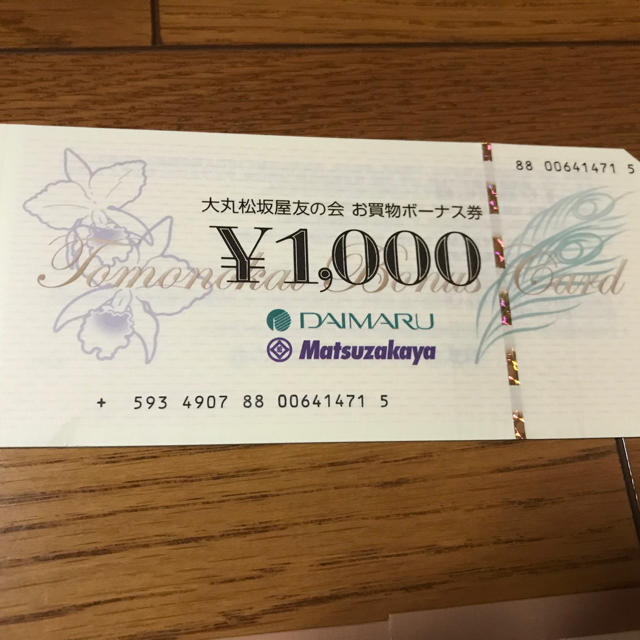 88 00641471 5
大丸松坂屋友の会 お買物ボーナス券
¥1,000
Tomonokai Bonus Card
DAIMARU
Matsuzakaya
+ 593 4907 88 00641471 5